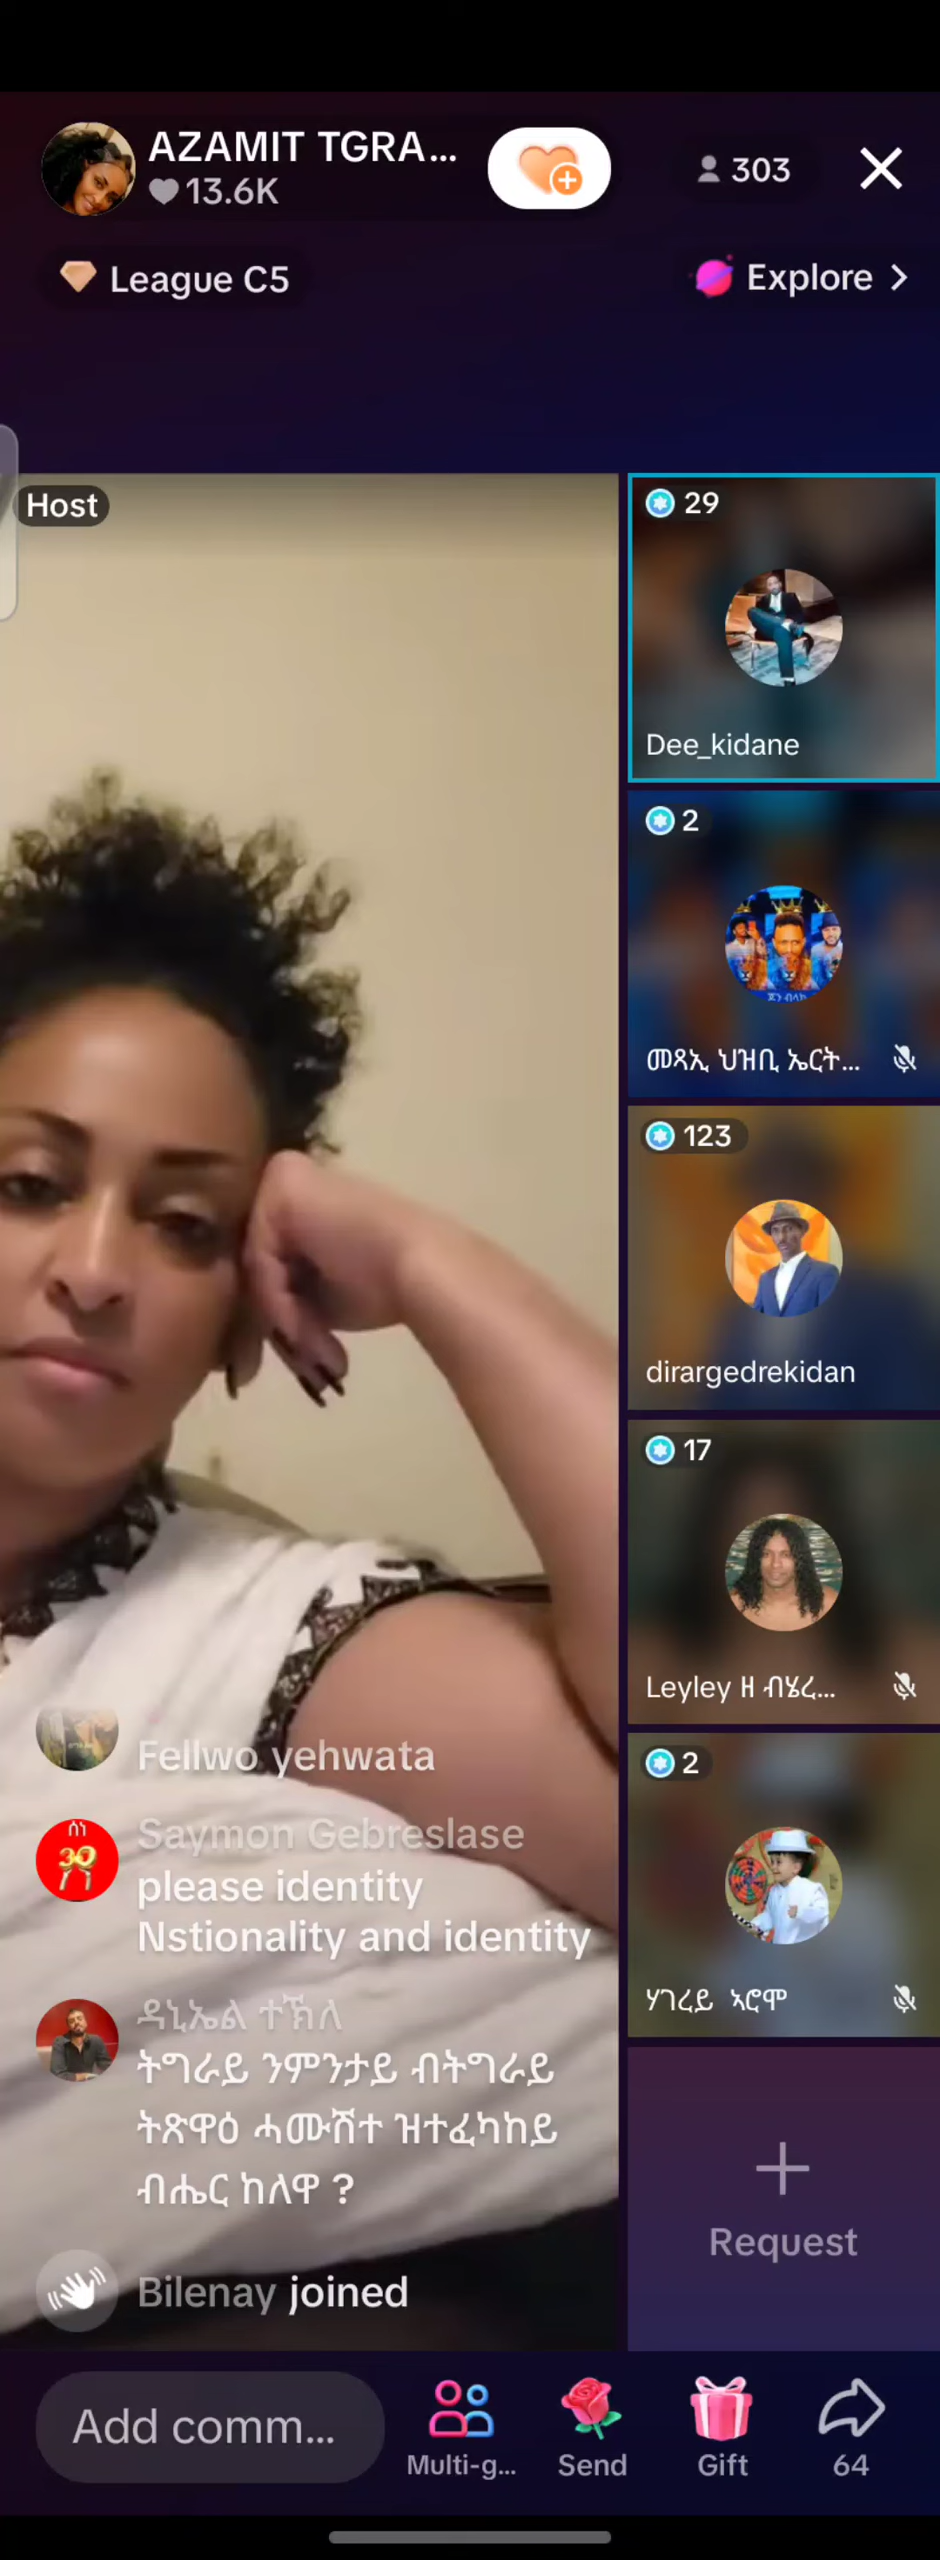 AZAMIT TGRA...
13.6K
303
League C5
Explore
Host
29
Dee_kidane
2
መጻኢ ህዝቢ ኤርት...
123
dirargedrekidan
17
Leyley ዘ ብሄረ...
2
ሃገረይ ኣሮሞ
Fellwo yehwata
Saymon Gebreslase
please identity
Nstionality and identity
ዳኒኤል ተኽለ
ትግራይ ንምንታይ ብትግራይ
ትጽዋዕ ሓሙሽተ ዝተፈካከይ
ብሔር ከለዋ ?
Bilenay joined
Request
Add comm...
Multi-g...
Send
Gift
64